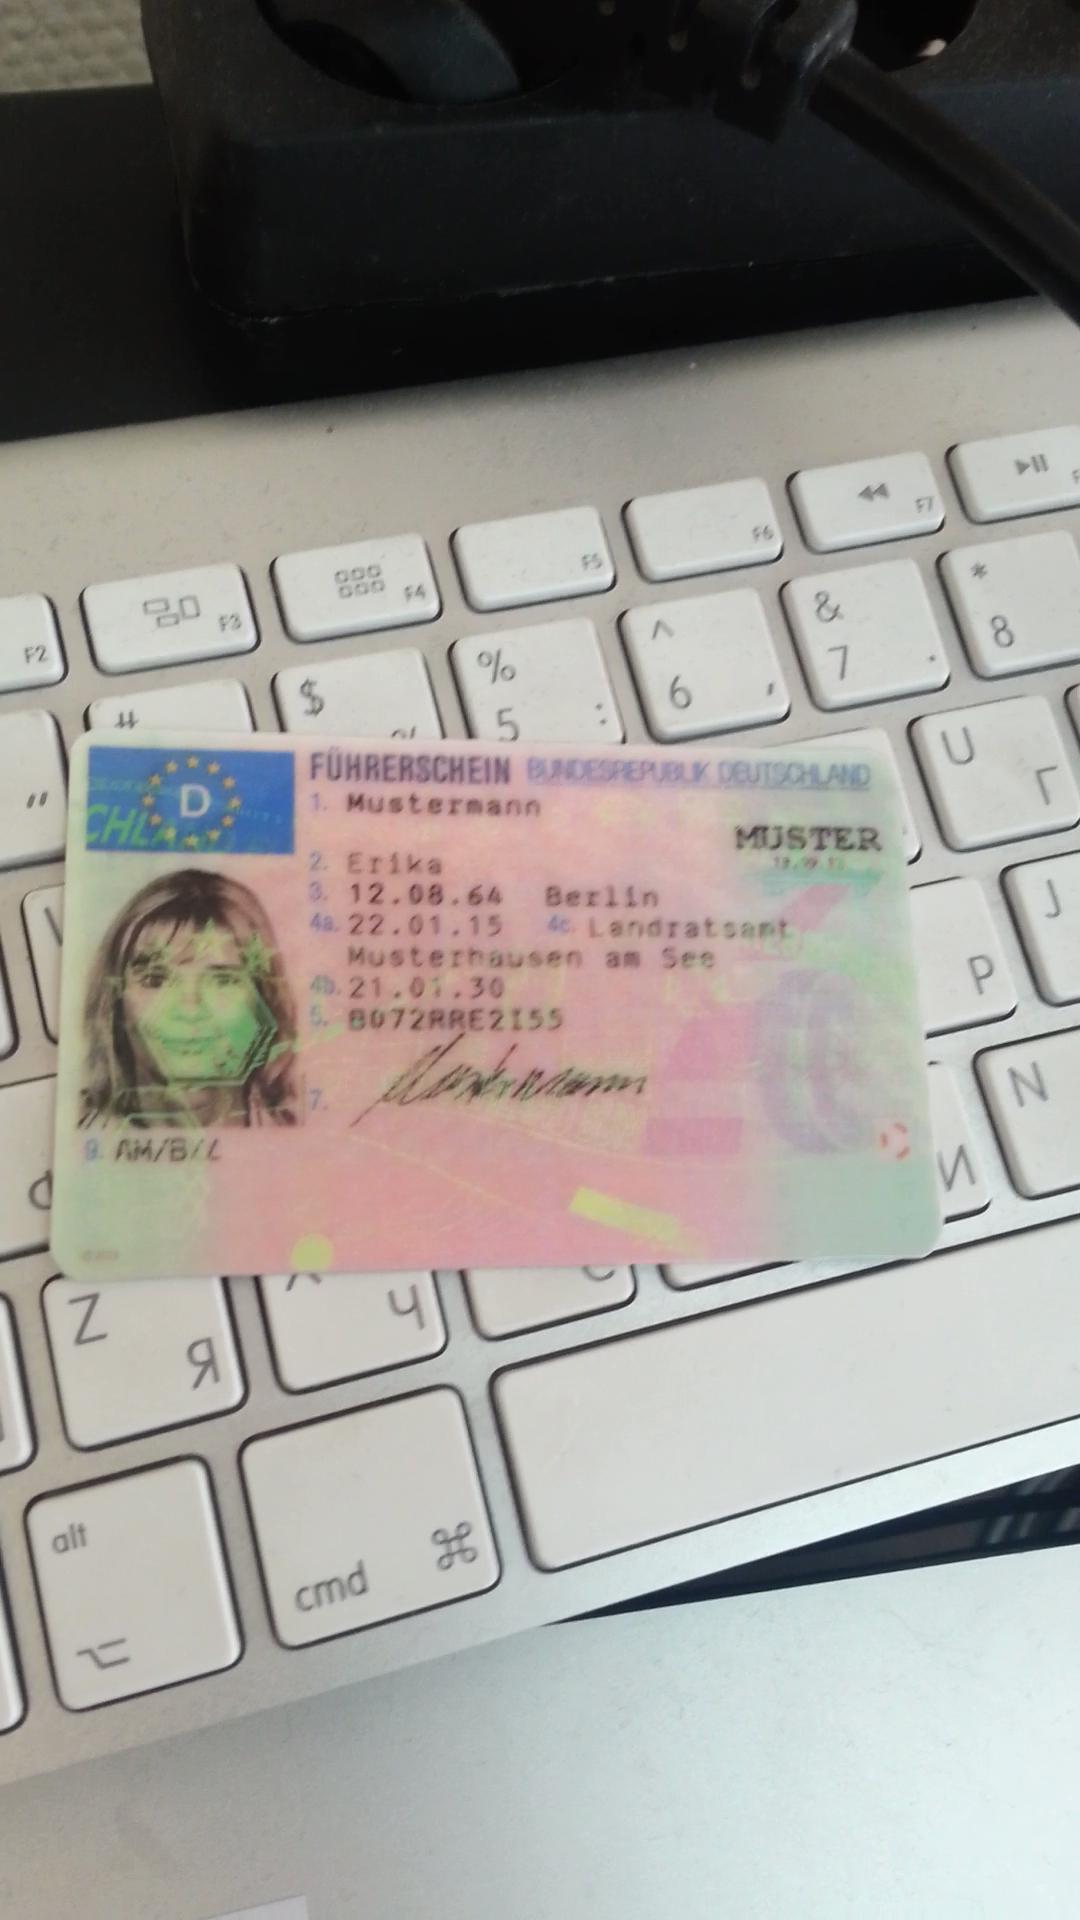 F2
F3
F4
F5
F6
F7
#
$
%
5 :
^
6 ,
&
7 .
*
8
U
Г
"
J
P
N
И
Z
Я
Ч
alt
cmd ⌘
D
FÜHRERSCHEIN BUNDESREPUBLIK DEUTSCHLAND
1. Mustermann
MUSTER
2. Erika
3. 12.08.64 Berlin
4a. 22.01.15 4c. Landratsamt
Musterhausen am See
4b. 21.01.30
5. B072RRE2I55
7. Mustermann
9. AM/B/L